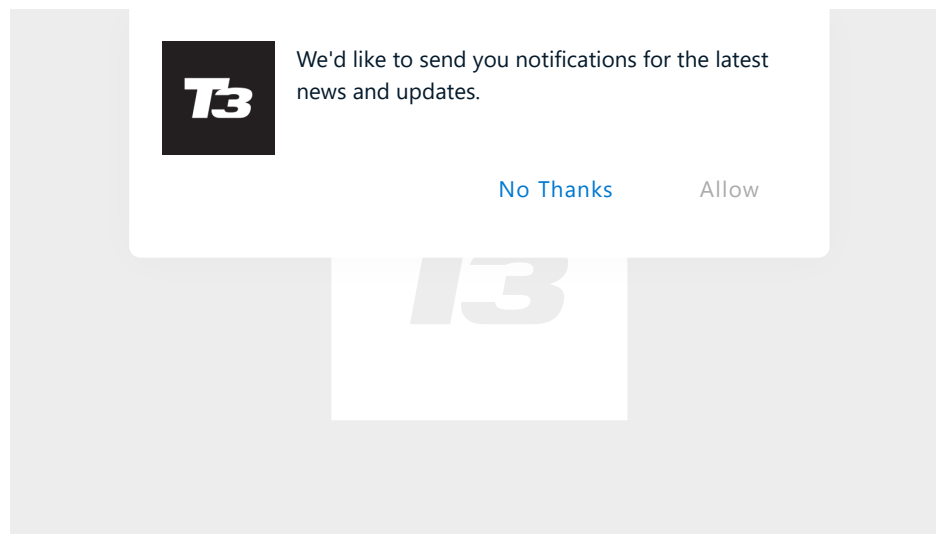 T3
We'd like to send you notifications for the latest
news and updates.
No Thanks
Allow
T3